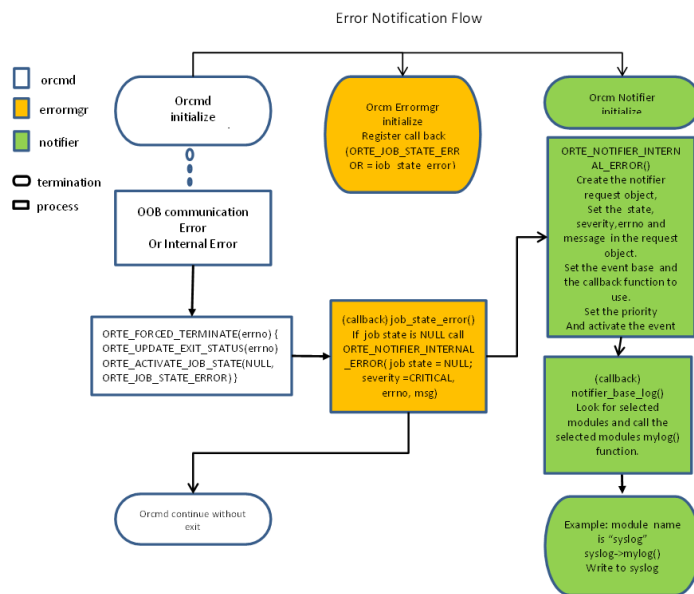 Error Notification Flow
orcmd
errormgr
notifier
termination
process
Orcmd
initialize
Orcm Errormgr
initialize
Register call back
(ORTE_JOB_STATE_ERR
OR = job_state_error)
Orcm Notifier
initialize
OOB communication
Error
Or Internal Error
ORTE_NOTIFIER_INTERN
AL_ERROR()
Create the notifier
request object,
Set the state,
severity,errno and
message in the request
object.
Set the event base and
the callback function to
use.
Set the priority
And activate the event
ORTE_FORCED_TERMINATE(errno) {
ORTE_UPDATE_EXIT_STATUS(errno)
ORTE_ACTIVATE_JOB_STATE(NULL,
ORTE_JOB_STATE_ERROR) }
(callback) job_state_error()
If job state is NULL call
ORTE_NOTIFIER_INTERNAL
_ERROR( job state = NULL;
severity =CRITICAL,
errno, msg)
(callback)
notifier_base_log()
Look for selected
modules and call the
selected modules mylog()
function.
Orcmd continue without
exit
Example: module name
is "syslog"
syslog->mylog()
Write to syslog